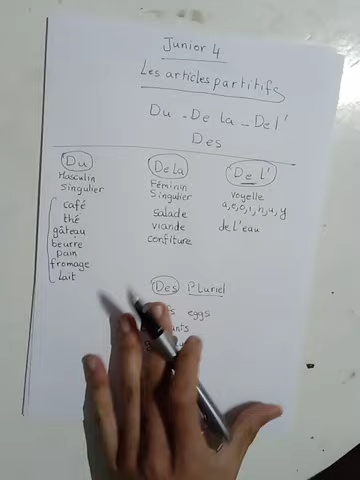 Junior 4
Les articles partitifs
Du - De la - De l'
Des
Du
Masculin
Singulier
café
thé
gâteau
beurre
pain
fromage
Lait
De la
Féminin
Singulier
salade
viande
confiture
De l'
voyelle
a, e, o, i, h, u, y
de l'eau
Des Pluriel
eggs